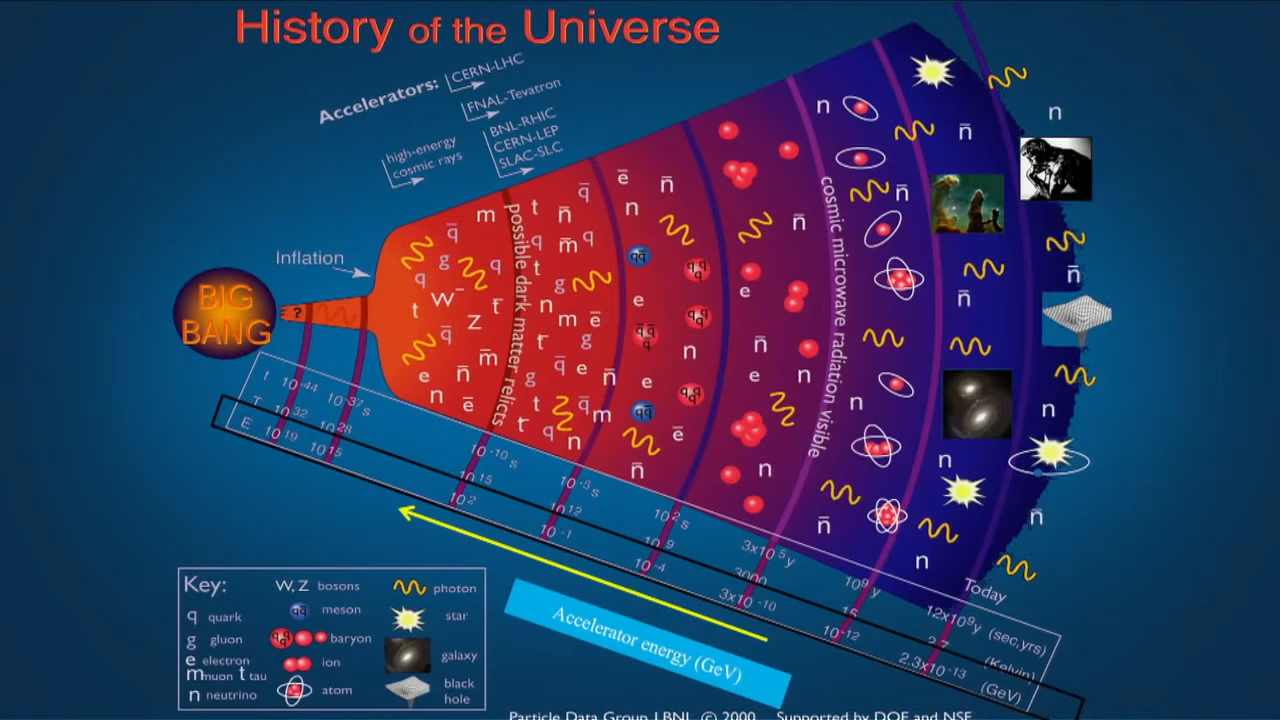 History of the Universe
Accelerators:
CERN-LHC
FNAL-Tevatron
BNL-RHIC
CERN-LEP
SLAC-SLC
high-energy
cosmic rays
Inflation
BIG
BANG
?
possible dark matter relicts
cosmic microwave radiation visible
t 10⁻⁴⁴ 10⁻³⁷ s 10⁻¹⁰ s 10⁻⁵ s 10² s 3x10⁵ y 10⁹ y 12x10⁹ y (sec,yrs)
T 10³² 10²⁸ 10¹⁵ 10¹² 10⁹ 3000 15 2.7 (Kelvin)
E 10¹⁹ 10¹⁵ 10² 10⁻¹ 10⁻⁴ 3x10⁻¹⁰ 10⁻¹² 2.3x10⁻¹³ (GeV)
Today
Accelerator energy (GeV)
Key:
W, Z bosons
photon
q quark
meson
star
g gluon
baryon
e electron
ion
galaxy
m muon t tau
n neutrino
atom
black
hole
Particle Data Group LBNL © 2000 Supported by DOE and NSF